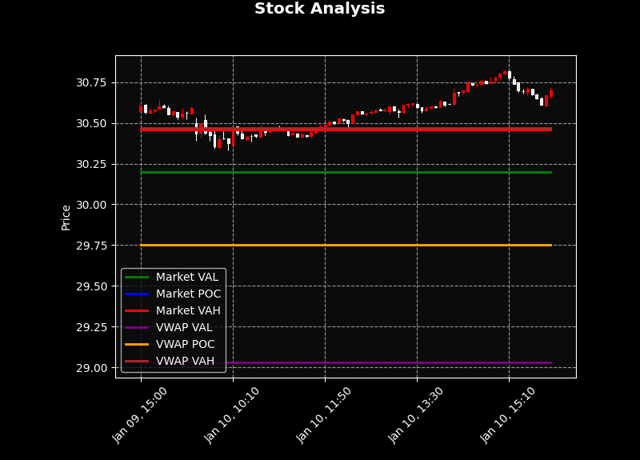 Stock Analysis
Price
30.75
30.50
30.25
30.00
29.75
29.50
29.25
29.00
Market VAL
Market POC
Market VAH
VWAP VAL
VWAP POC
VWAP VAH
Jan 09, 15:00
Jan 10, 10:10
Jan 10, 11:50
Jan 10, 13:30
Jan 10, 15:10